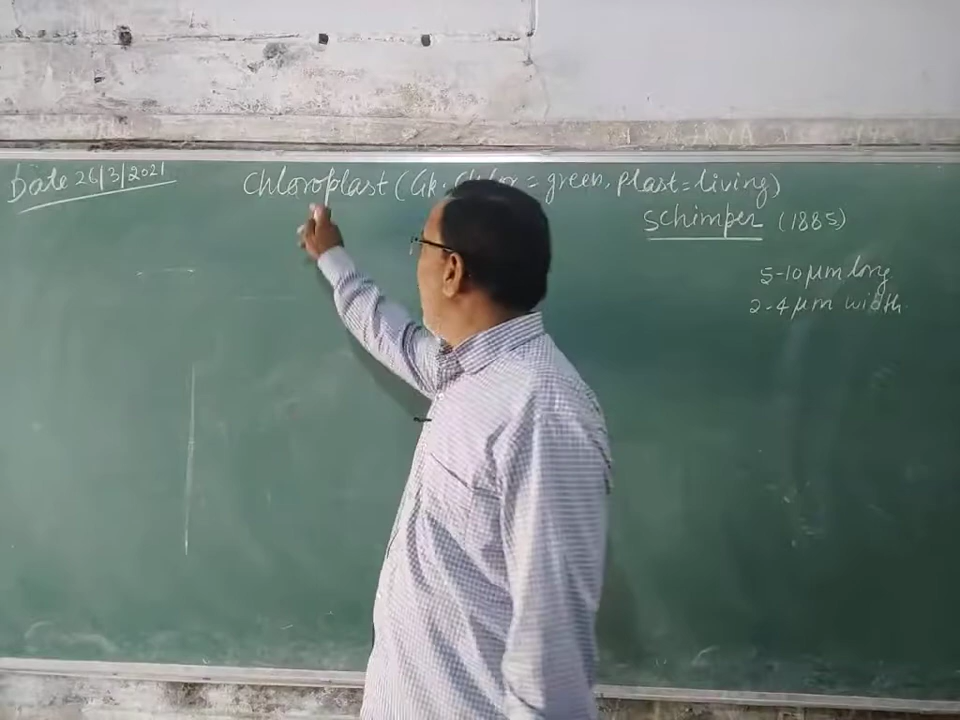 Date 26/3/2021
Chloroplast (Gk. Chlor = green, plast = living)
Schimper (1885)
5-10 μm long
2-4 μm width